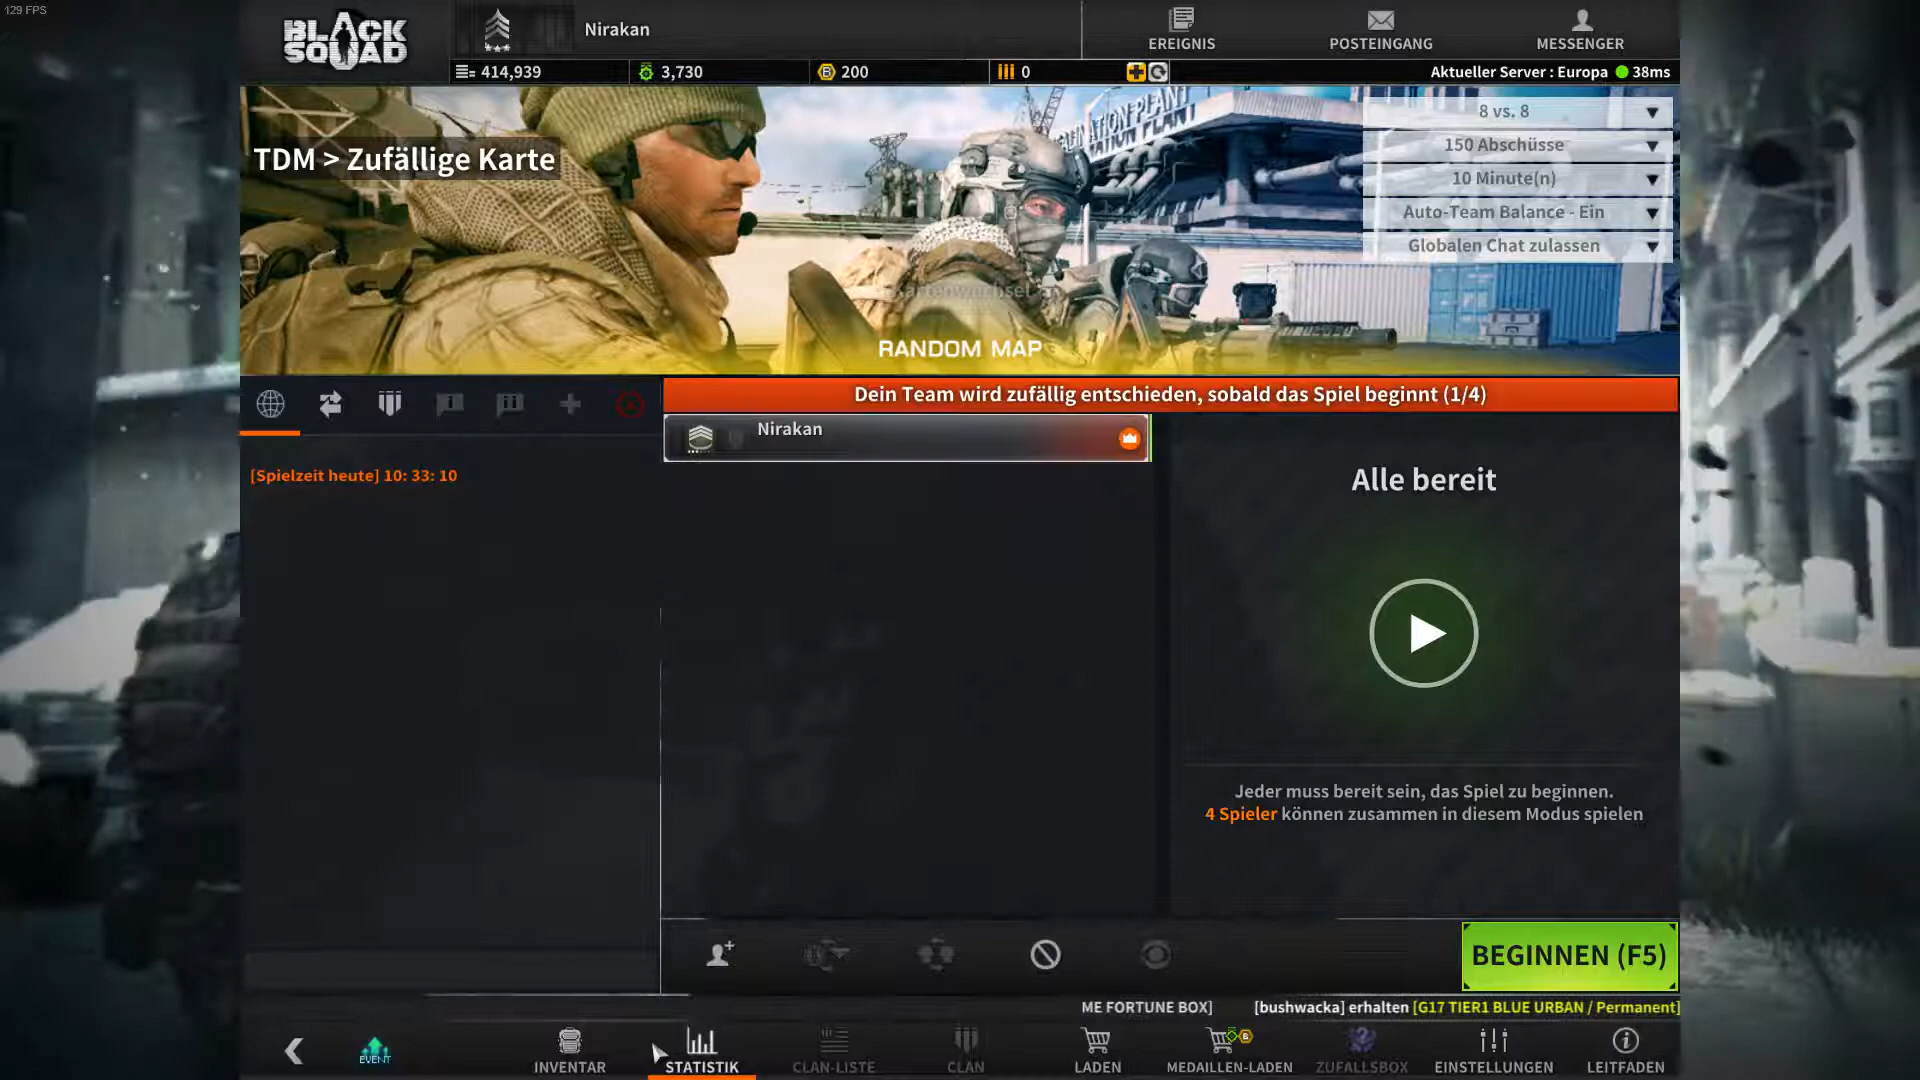 129 FPS
BLACK SQUAD
Nirakan
EREIGNIS
POSTEINGANG
MESSENGER
414,939
3,730
200
0
Aktueller Server : Europa 38ms
TDM > Zufällige Karte
PLANT
8 vs. 8
150 Abschüsse
10 Minute(n)
Auto-Team Balance - Ein
Globalen Chat zulassen
Kartenwechsel
RANDOM MAP
Dein Team wird zufällig entschieden, sobald das Spiel beginnt (1/4)
Nirakan
[Spielzeit heute] 10: 33: 10
Alle bereit
Jeder muss bereit sein, das Spiel zu beginnen.
4 Spieler können zusammen in diesem Modus spielen
BEGINNEN (F5)
ME FORTUNE BOX] [bushwacka] erhalten [G17 TIER1 BLUE URBAN / Permanent]
EVENT
INVENTAR
STATISTIK
CLAN-LISTE
CLAN
LADEN
MEDAILLEN-LADEN
ZUFALLSBOX
EINSTELLUNGEN
LEITFADEN